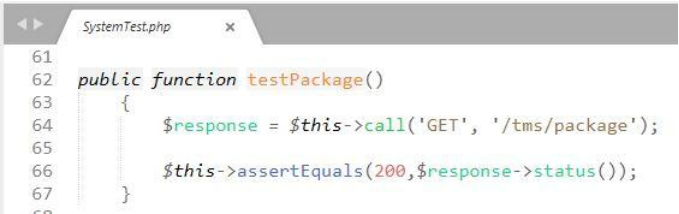 SystemTest.php ×
61
62 public function testPackage()
63 {
64 $response = $this->call('GET', '/tms/package');
65
66 $this->assertEquals(200,$response->status());
67 }